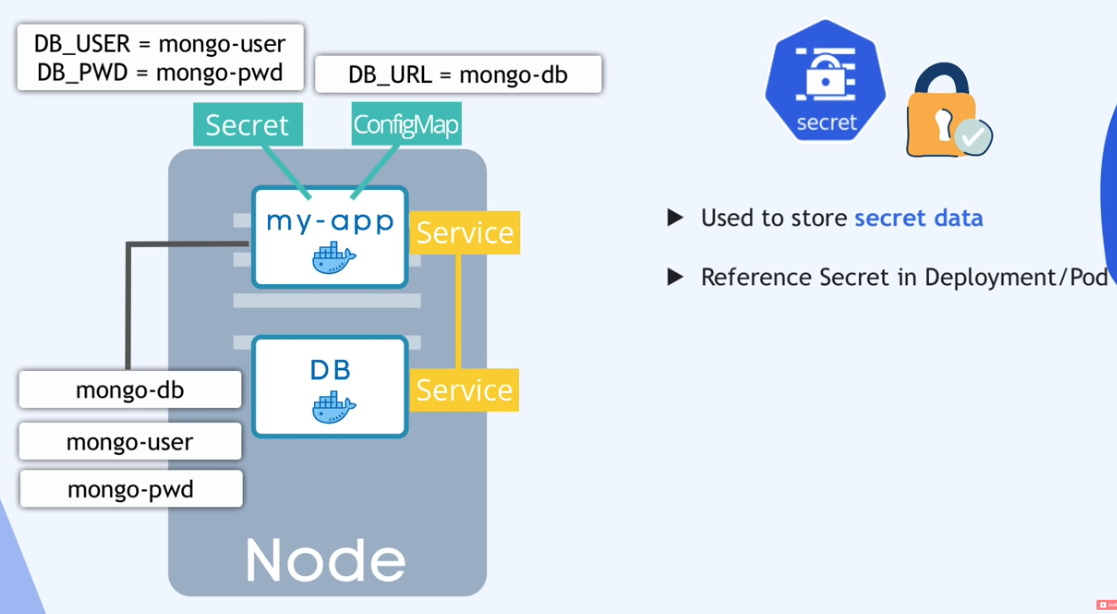 DB_USER = mongo-user
DB_PWD = mongo-pwd
DB_URL = mongo-db
Secret
ConfigMap
my-app
Service
DB
Service
mongo-db
mongo-user
mongo-pwd
Node
secret
► Used to store secret data
► Reference Secret in Deployment/Pod